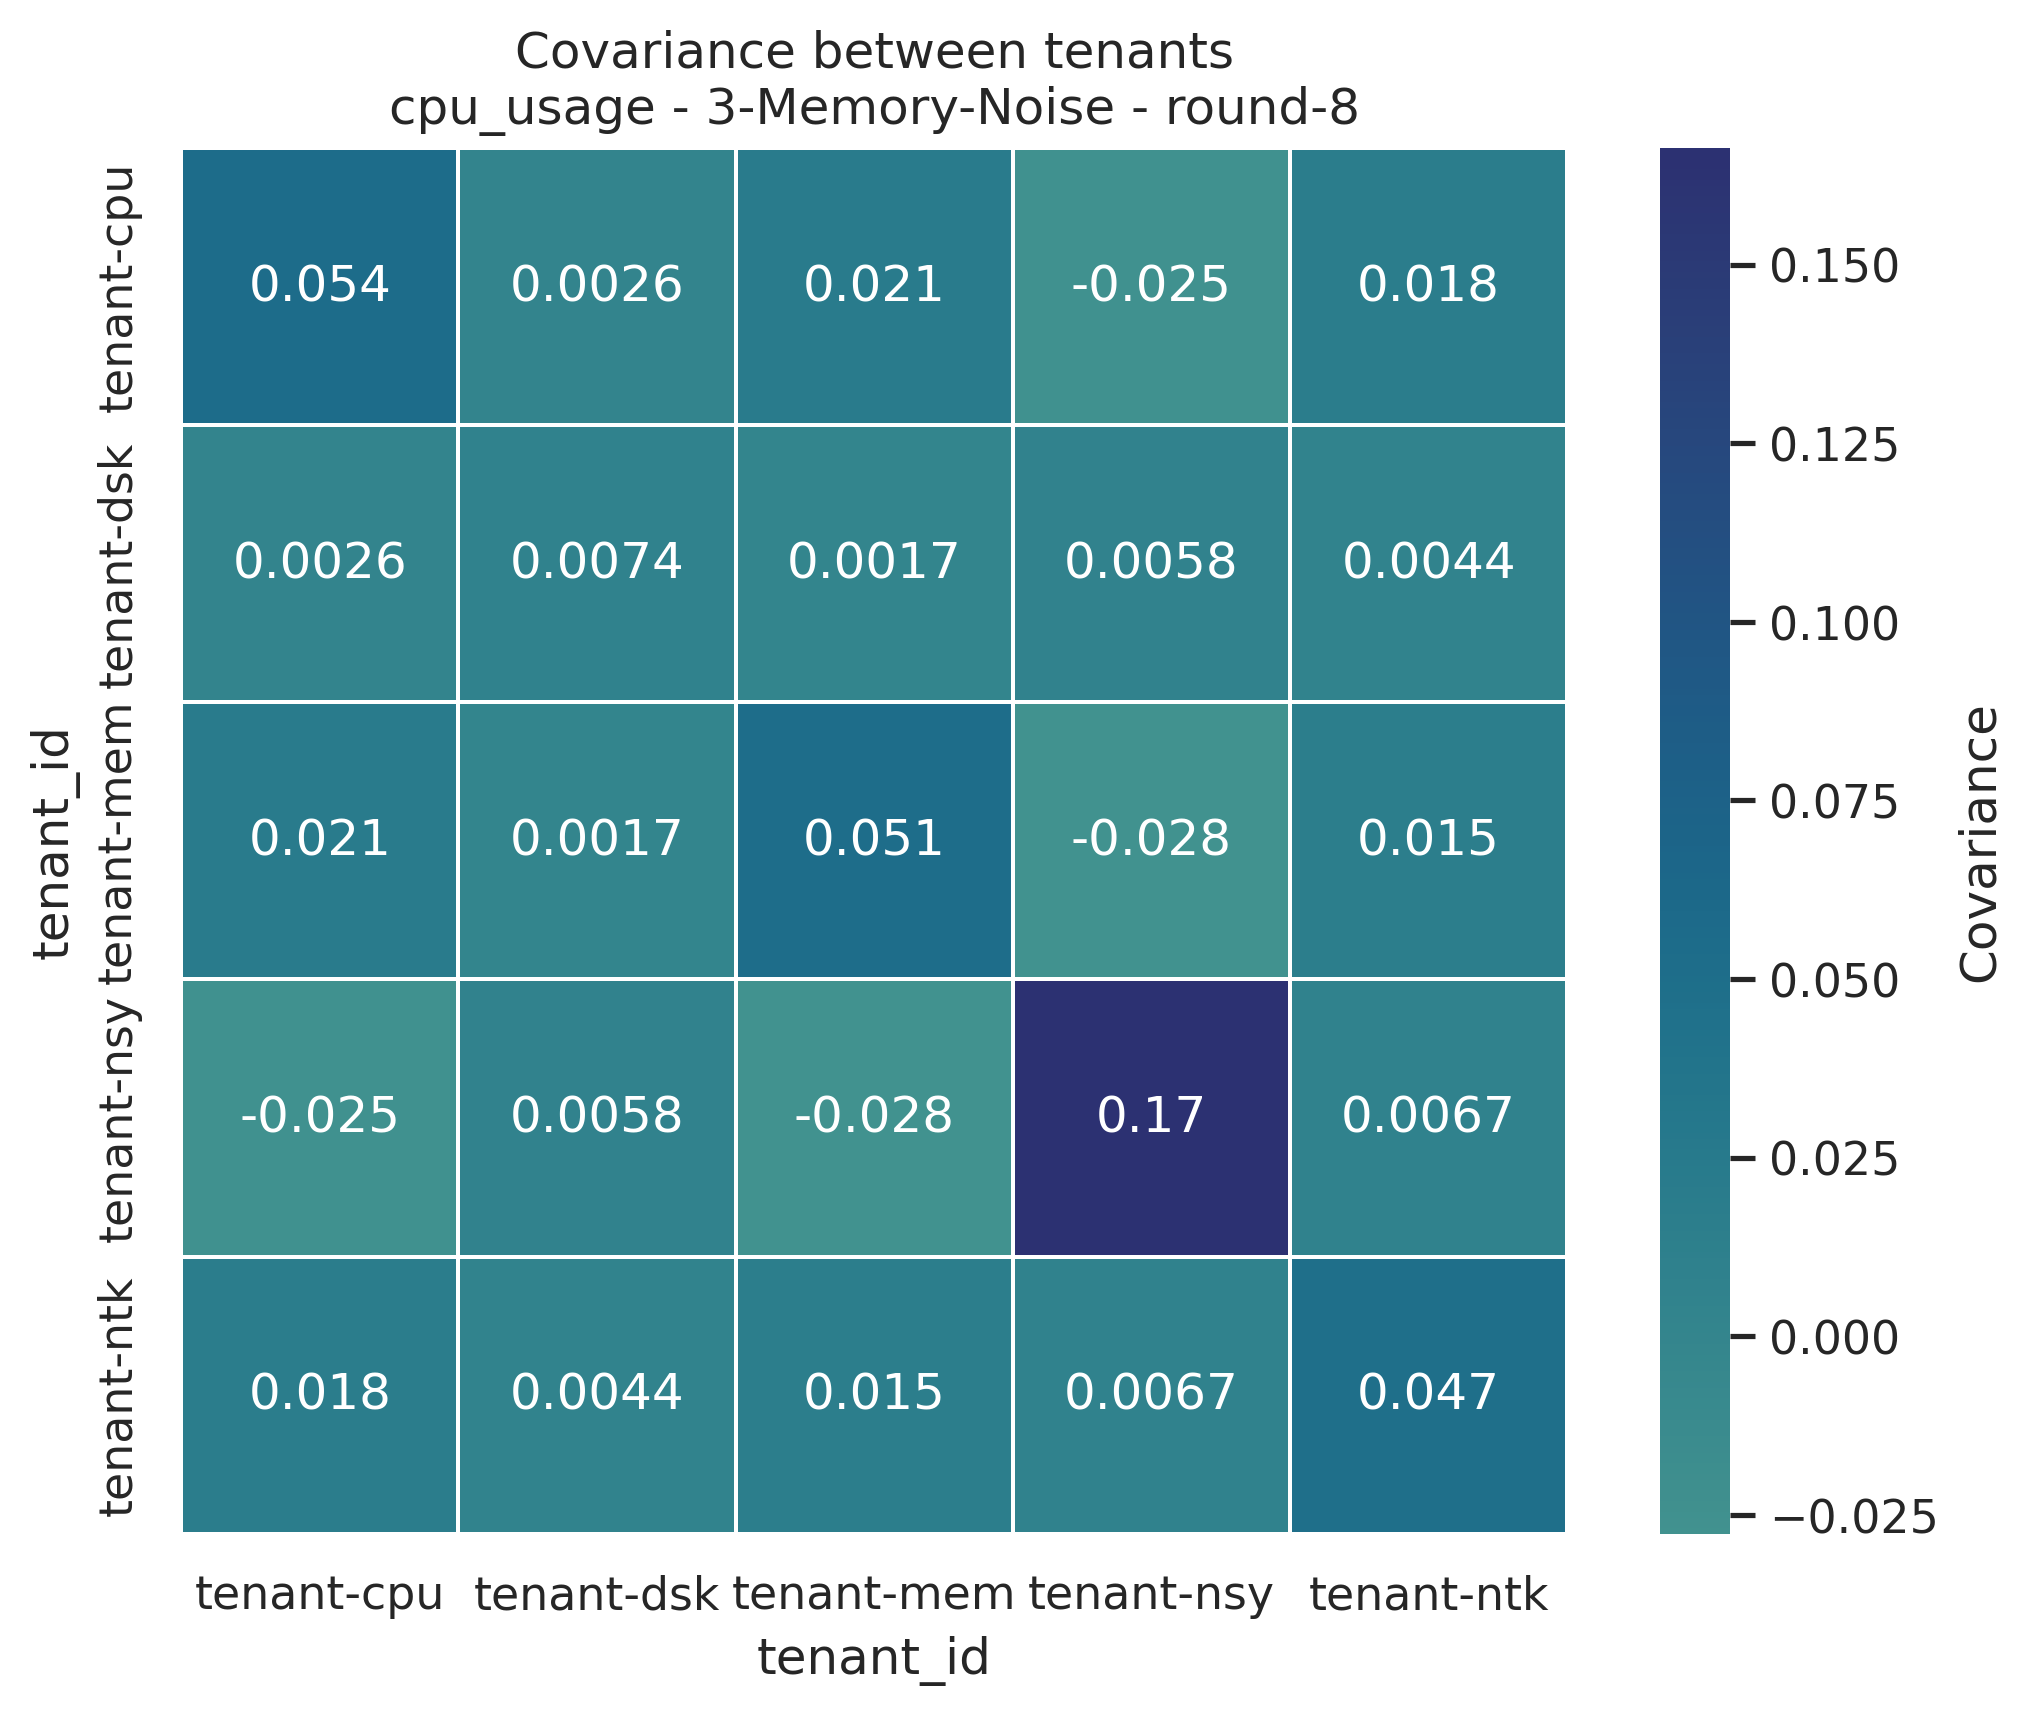 Covariance between tenants
cpu_usage - 3-Memory-Noise - round-8
tenant_id
tenant-cpu
0.054
0.0026
0.021
-0.025
0.018
tenant-dsk
0.0026
0.0074
0.0017
0.0058
0.0044
tenant-mem
0.021
0.0017
0.051
-0.028
0.015
tenant-nsy
-0.025
0.0058
-0.028
0.17
0.0067
tenant-ntk
0.018
0.0044
0.015
0.0067
0.047
tenant-cpu
tenant-dsk
tenant-mem
tenant-nsy
tenant-ntk
tenant_id
0.150
0.125
0.100
0.075
0.050
0.025
0.000
−0.025
Covariance